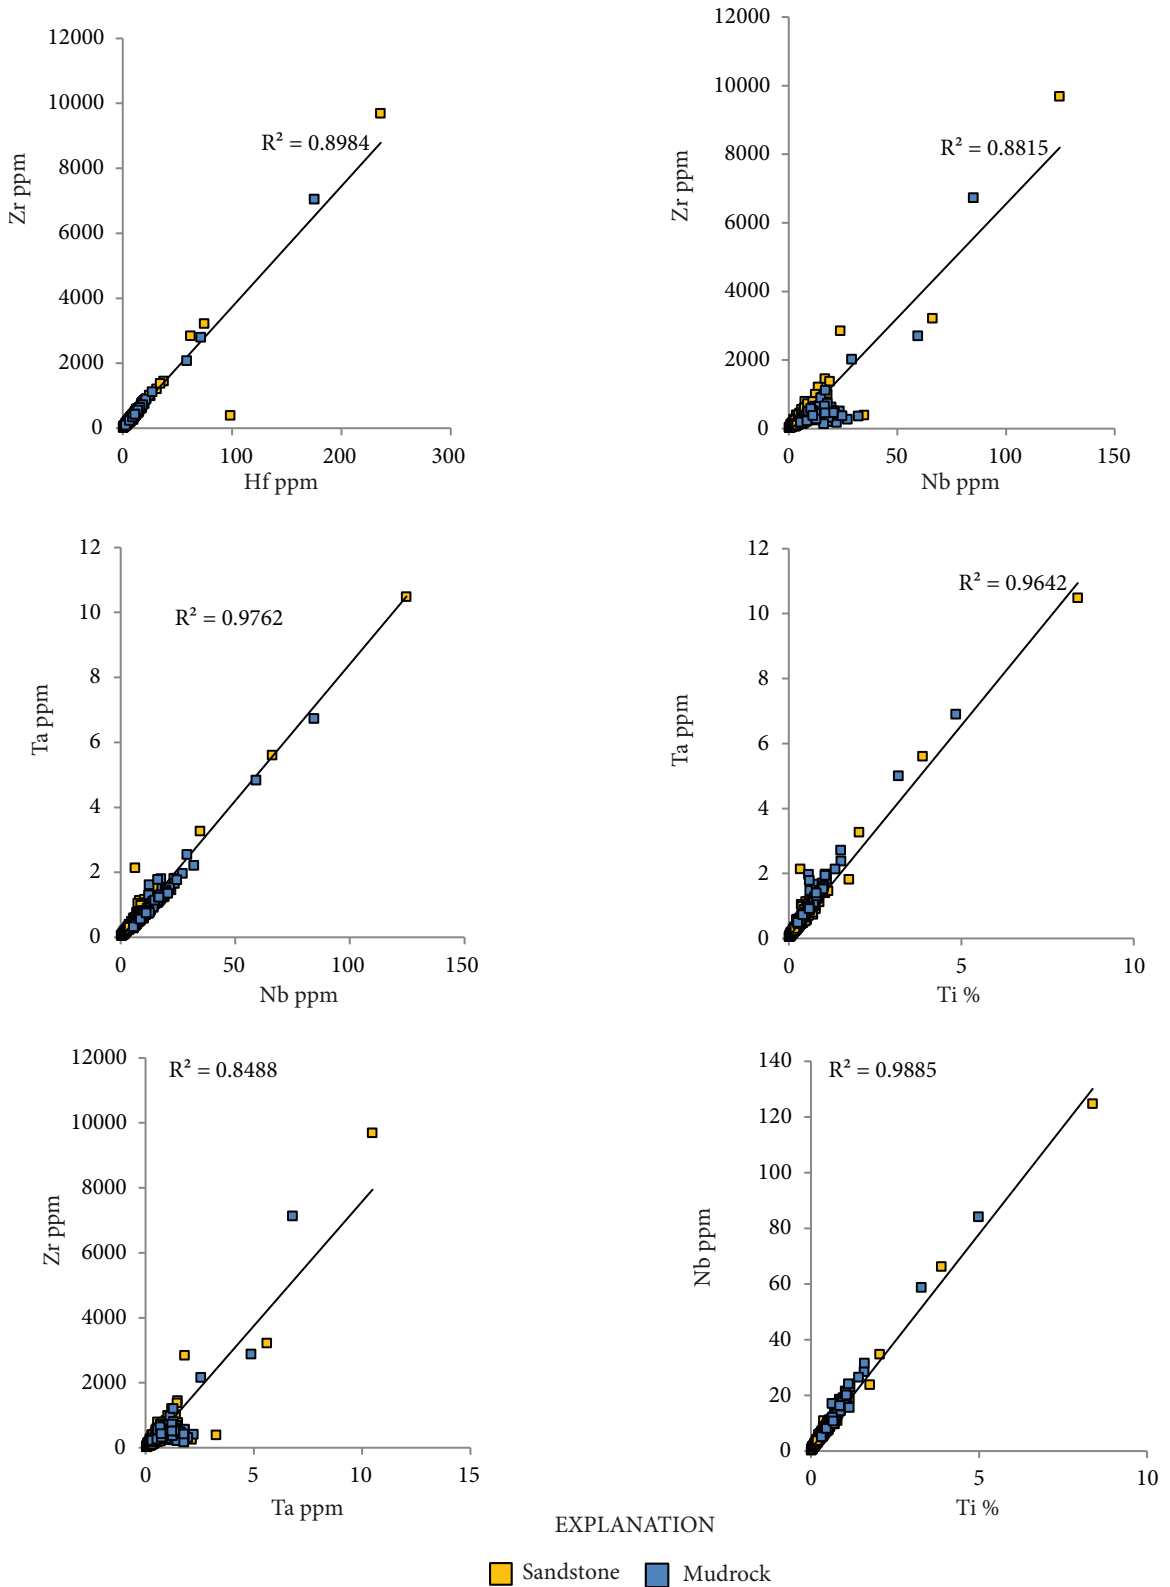 12000
10000
8000
6000
4000
2000
0
Zr ppm
R² = 0.8984
0 100 200 300
Hf ppm
12000
10000
8000
6000
4000
2000
0
Zr ppm
R² = 0.8815
0 50 100 150
Nb ppm
12
10
8
6
4
2
0
Ta ppm
R² = 0.9762
0 50 100 150
Nb ppm
12
10
8
6
4
2
0
Ta ppm
R² = 0.9642
0 5 10
Ti %
12000
10000
8000
6000
4000
2000
0
Zr ppm
R² = 0.8488
0 5 10 15
Ta ppm
140
120
100
80
60
40
20
0
Nb ppm
R² = 0.9885
0 5 10
Ti %
EXPLANATION
Sandstone Mudrock